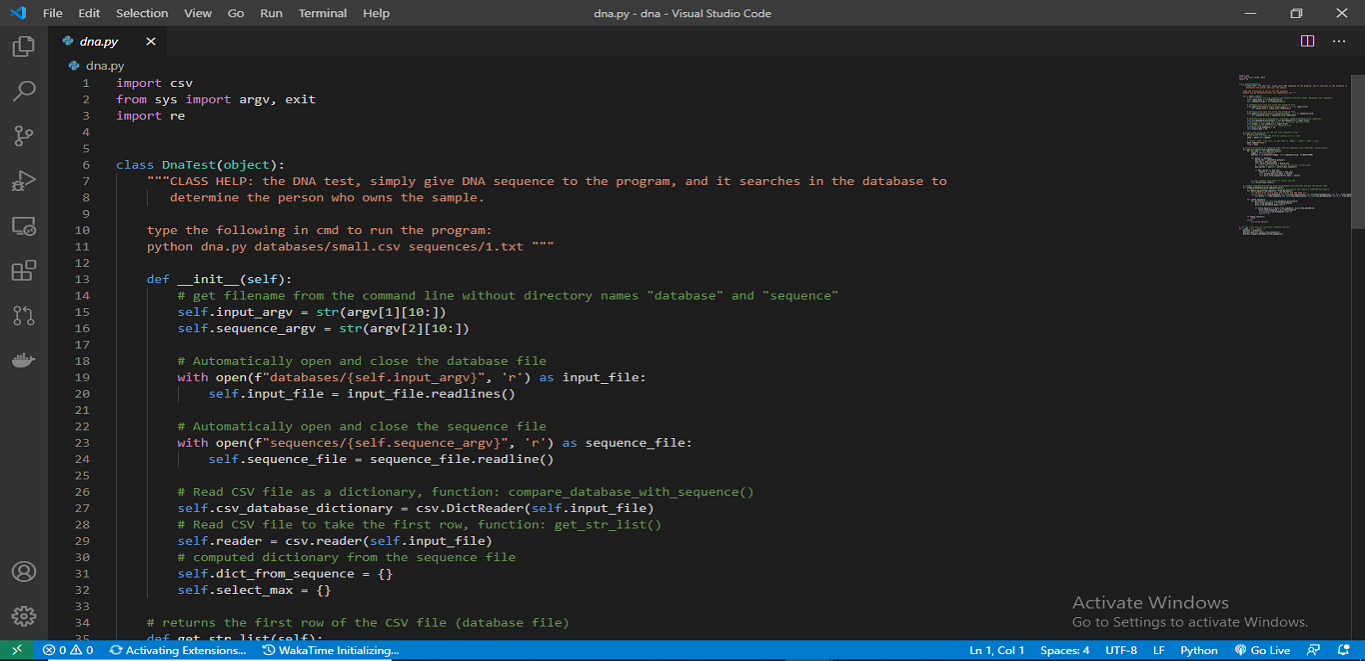 File Edit Selection View Go Run Terminal Help dna.py - dna - Visual Studio Code
dna.py
dna.py
1 import csv
2 from sys import argv, exit
3 import re
4
5
6 class DnaTest(object):
7 """CLASS HELP: the DNA test, simply give DNA sequence to the program, and it searches in the database to
8 determine the person who owns the sample.
9
10 type the following in cmd to run the program:
11 python dna.py databases/small.csv sequences/1.txt """
12
13 def __init__(self):
14 # get filename from the command line without directory names "database" and "sequence"
15 self.input_argv = str(argv[1][10:])
16 self.sequence_argv = str(argv[2][10:])
17
18 # Automatically open and close the database file
19 with open(f"databases/{self.input_argv}", 'r') as input_file:
20 self.input_file = input_file.readlines()
21
22 # Automatically open and close the sequence file
23 with open(f"sequences/{self.sequence_argv}", 'r') as sequence_file:
24 self.sequence_file = sequence_file.readline()
25
26 # Read CSV file as a dictionary, function: compare_database_with_sequence()
27 self.csv_database_dictionary = csv.DictReader(self.input_file)
28 # Read CSV file to take the first row, function: get_str_list()
29 self.reader = csv.reader(self.input_file)
30 # computed dictionary from the sequence file
31 self.dict_from_sequence = {}
32 self.select_max = {}
33
34 # returns the first row of the CSV file (database file)
35 def get_str_list(self):
Activate Windows
Go to Settings to activate Windows.
0 0 Activating Extensions... WakaTime Initializing... Ln 1, Col 1 Spaces: 4 UTF-8 LF Python Go Live